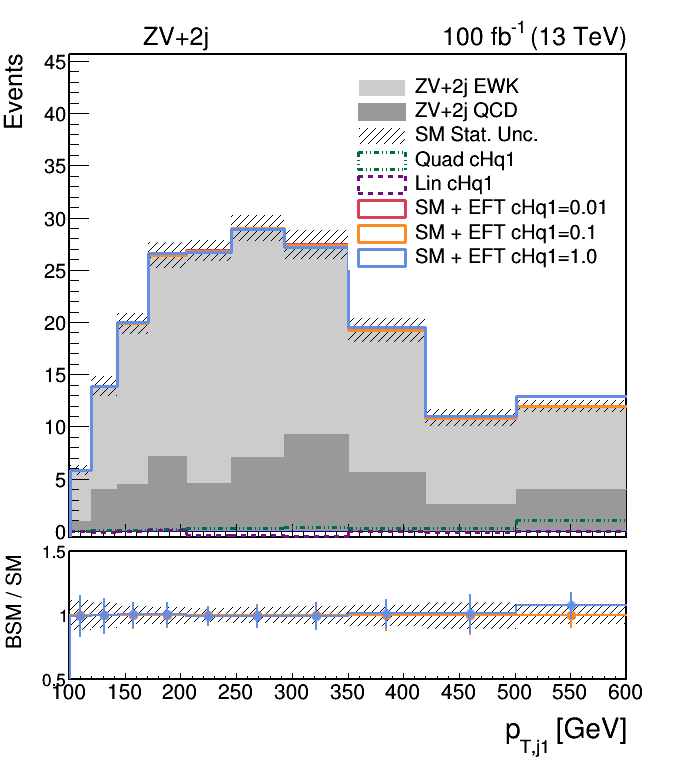 ZV+2j
100 fb-1 (13 TeV)
Events
45
40
35
30
25
20
15
10
5
0
ZV+2j EWK
ZV+2j QCD
SM Stat. Unc.
Quad cHq1
Lin cHq1
SM + EFT cHq1=0.01
SM + EFT cHq1=0.1
SM + EFT cHq1=1.0
BSM / SM
1.5
1
0.5
100 150 200 250 300 350 400 450 500 550 600
pT,j1 [GeV]